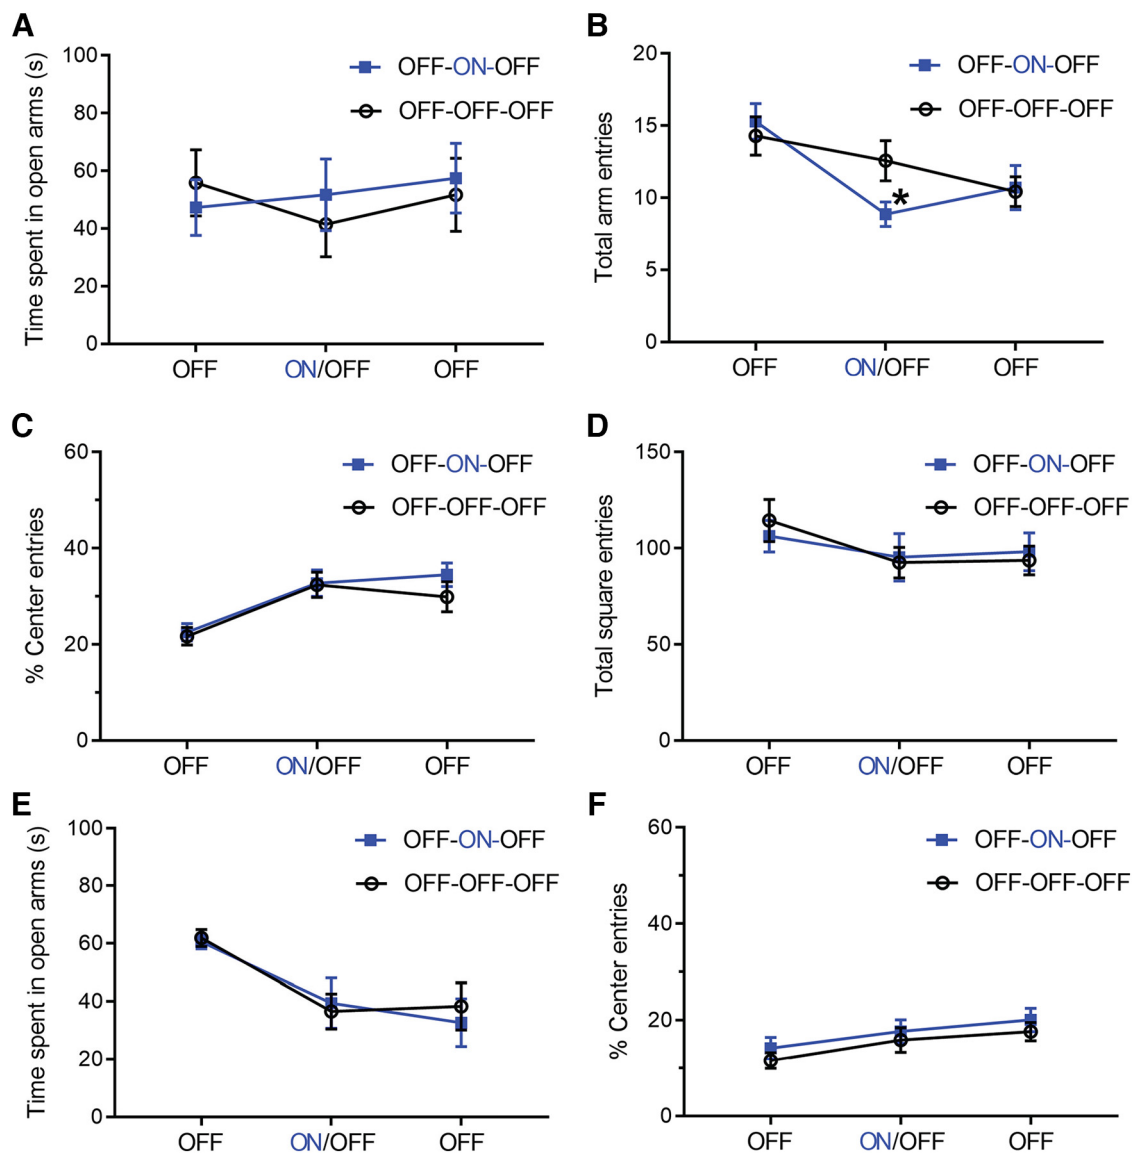 A
Time spent in open arms (s)
100
80
60
40
20
0
OFF-ON-OFF
OFF-OFF-OFF
OFF
ON/OFF
OFF
B
Total arm entries
20
15
10
5
0
OFF-ON-OFF
OFF-OFF-OFF
*
OFF
ON/OFF
OFF
C
% Center entries
60
40
20
0
OFF-ON-OFF
OFF-OFF-OFF
OFF
ON/OFF
OFF
D
Total square entries
150
100
50
0
OFF-ON-OFF
OFF-OFF-OFF
OFF
ON/OFF
OFF
E
Time spent in open arms (s)
100
80
60
40
20
0
OFF-ON-OFF
OFF-OFF-OFF
OFF
ON/OFF
OFF
F
% Center entries
60
40
20
0
OFF-ON-OFF
OFF-OFF-OFF
OFF
ON/OFF
OFF